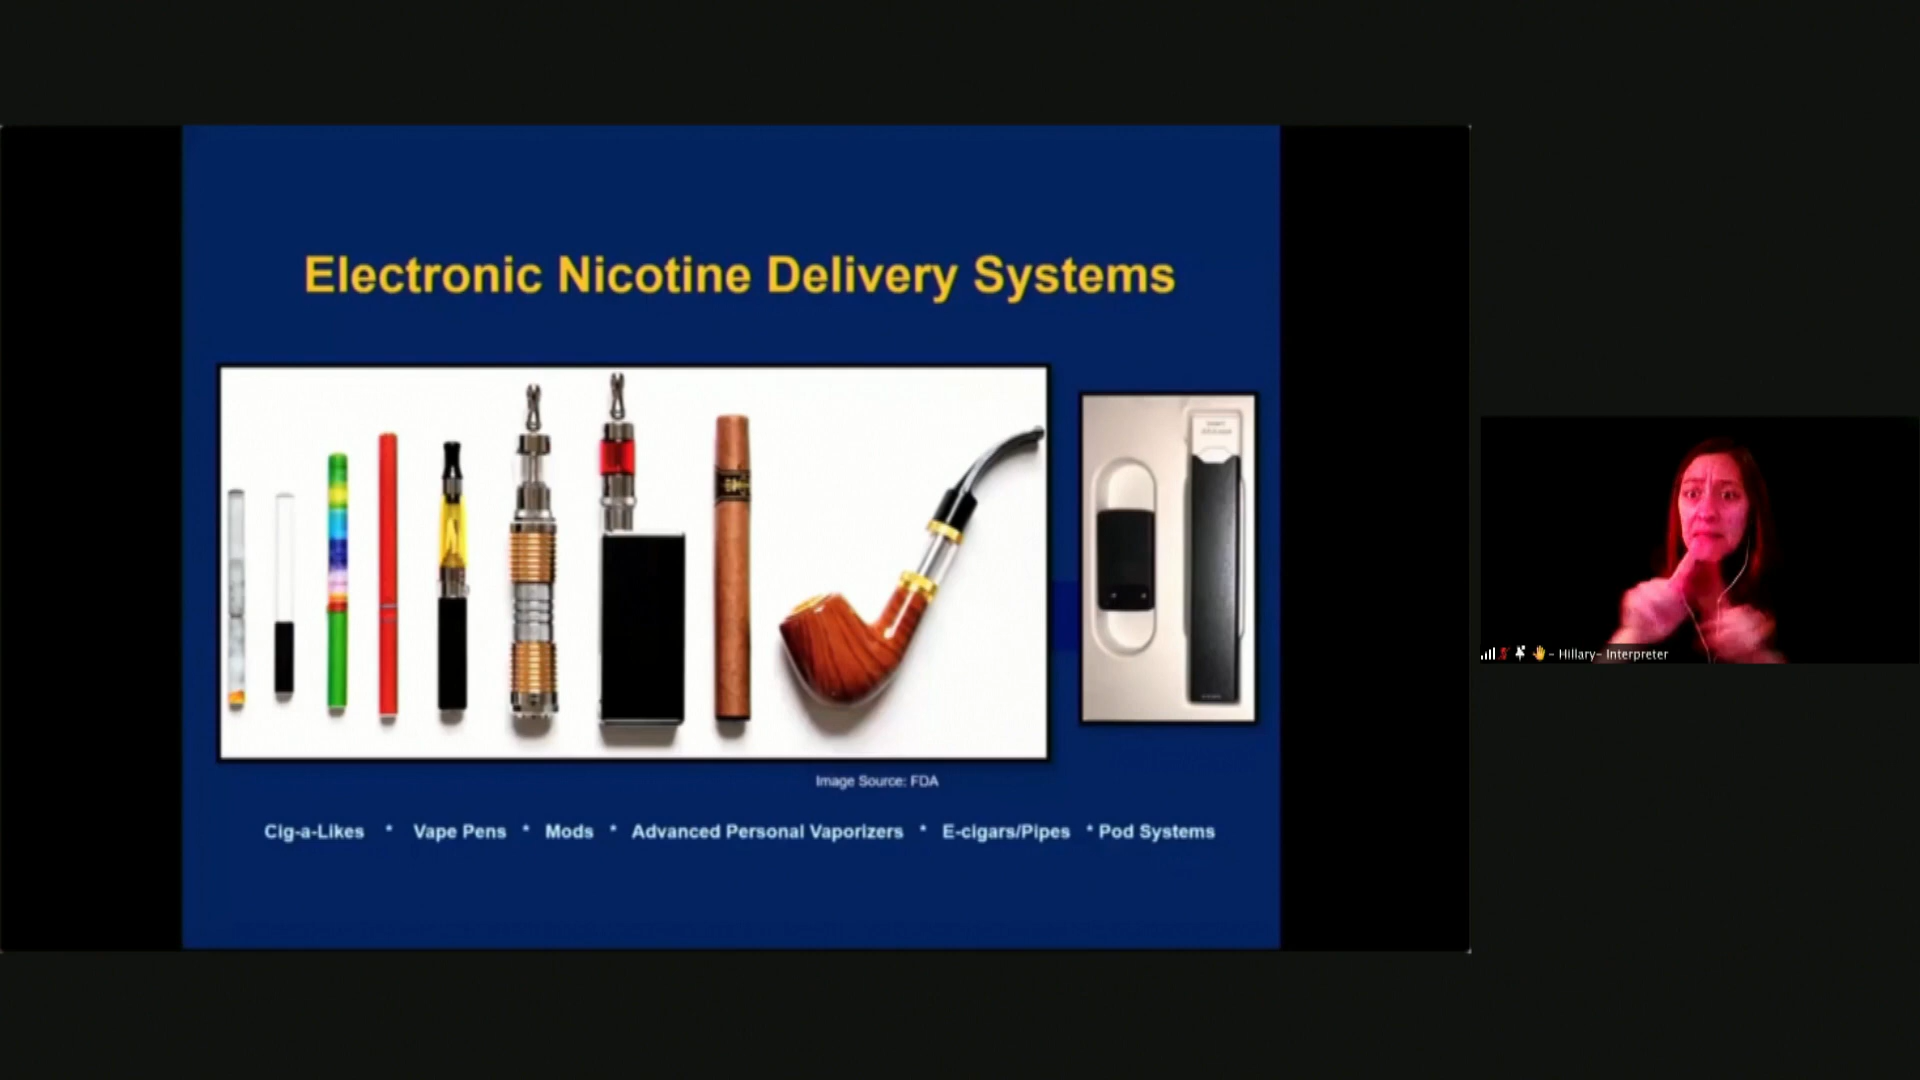 Electronic Nicotine Delivery Systems
Image Source: FDA
Cig-a-Likes * Vape Pens * Mods * Advanced Personal Vaporizers * E-cigars/Pipes * Pod Systems
– Hillary– Interpreter